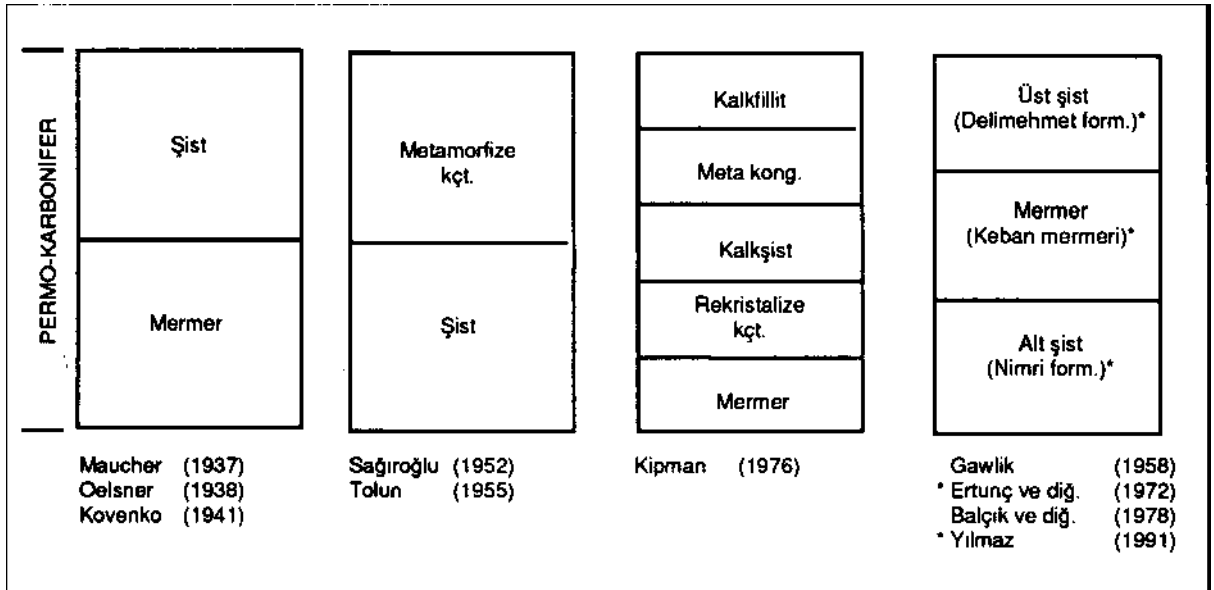 PERMO-KARBONİFER
Şist
Mermer
Maucher (1937)
Oelsner (1938)
Kovenko (1941)
Metamorfize
kçt.
Şist
Sağıroğlu (1952)
Tolun (1955)
Kalkfillit
Meta kong.
Kalkşist
Rekristalize
kçt.
Mermer
Kipman (1976)
Üst şist
(Delimehmet form.)*
Mermer
(Keban mermeri)*
Alt şist
(Nimri form.)*
Gawlik (1958)
* Ertunç ve diğ. (1972)
Balçık ve diğ. (1978)
* Yılmaz (1991)